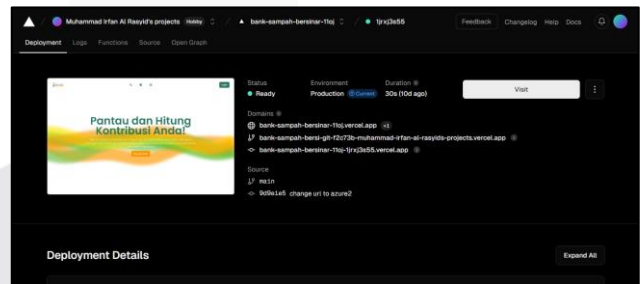 Muhammad Irfan Al Rasyid's projects Hobby / bank-sampah-bersinar-11oj / 1jrxj3s55 Feedback Changelog Help Docs
Deployment Logs Functions Source Open Graph
Pantau dan Hitung
Kontribusi Anda!
Status Environment Duration
Ready Production Current 30s (10d ago)
Visit
Domains
bank-sampah-bersinar-11oj.vercel.app +1
bank-sampah-bersi-git-f2c73b-muhammad-irfan-al-rasyids-projects.vercel.app
bank-sampah-bersinar-11oj-1jrxj3s55.vercel.app
Source
main
9d9e1e5 change url to azure2
Deployment Details
Expand All